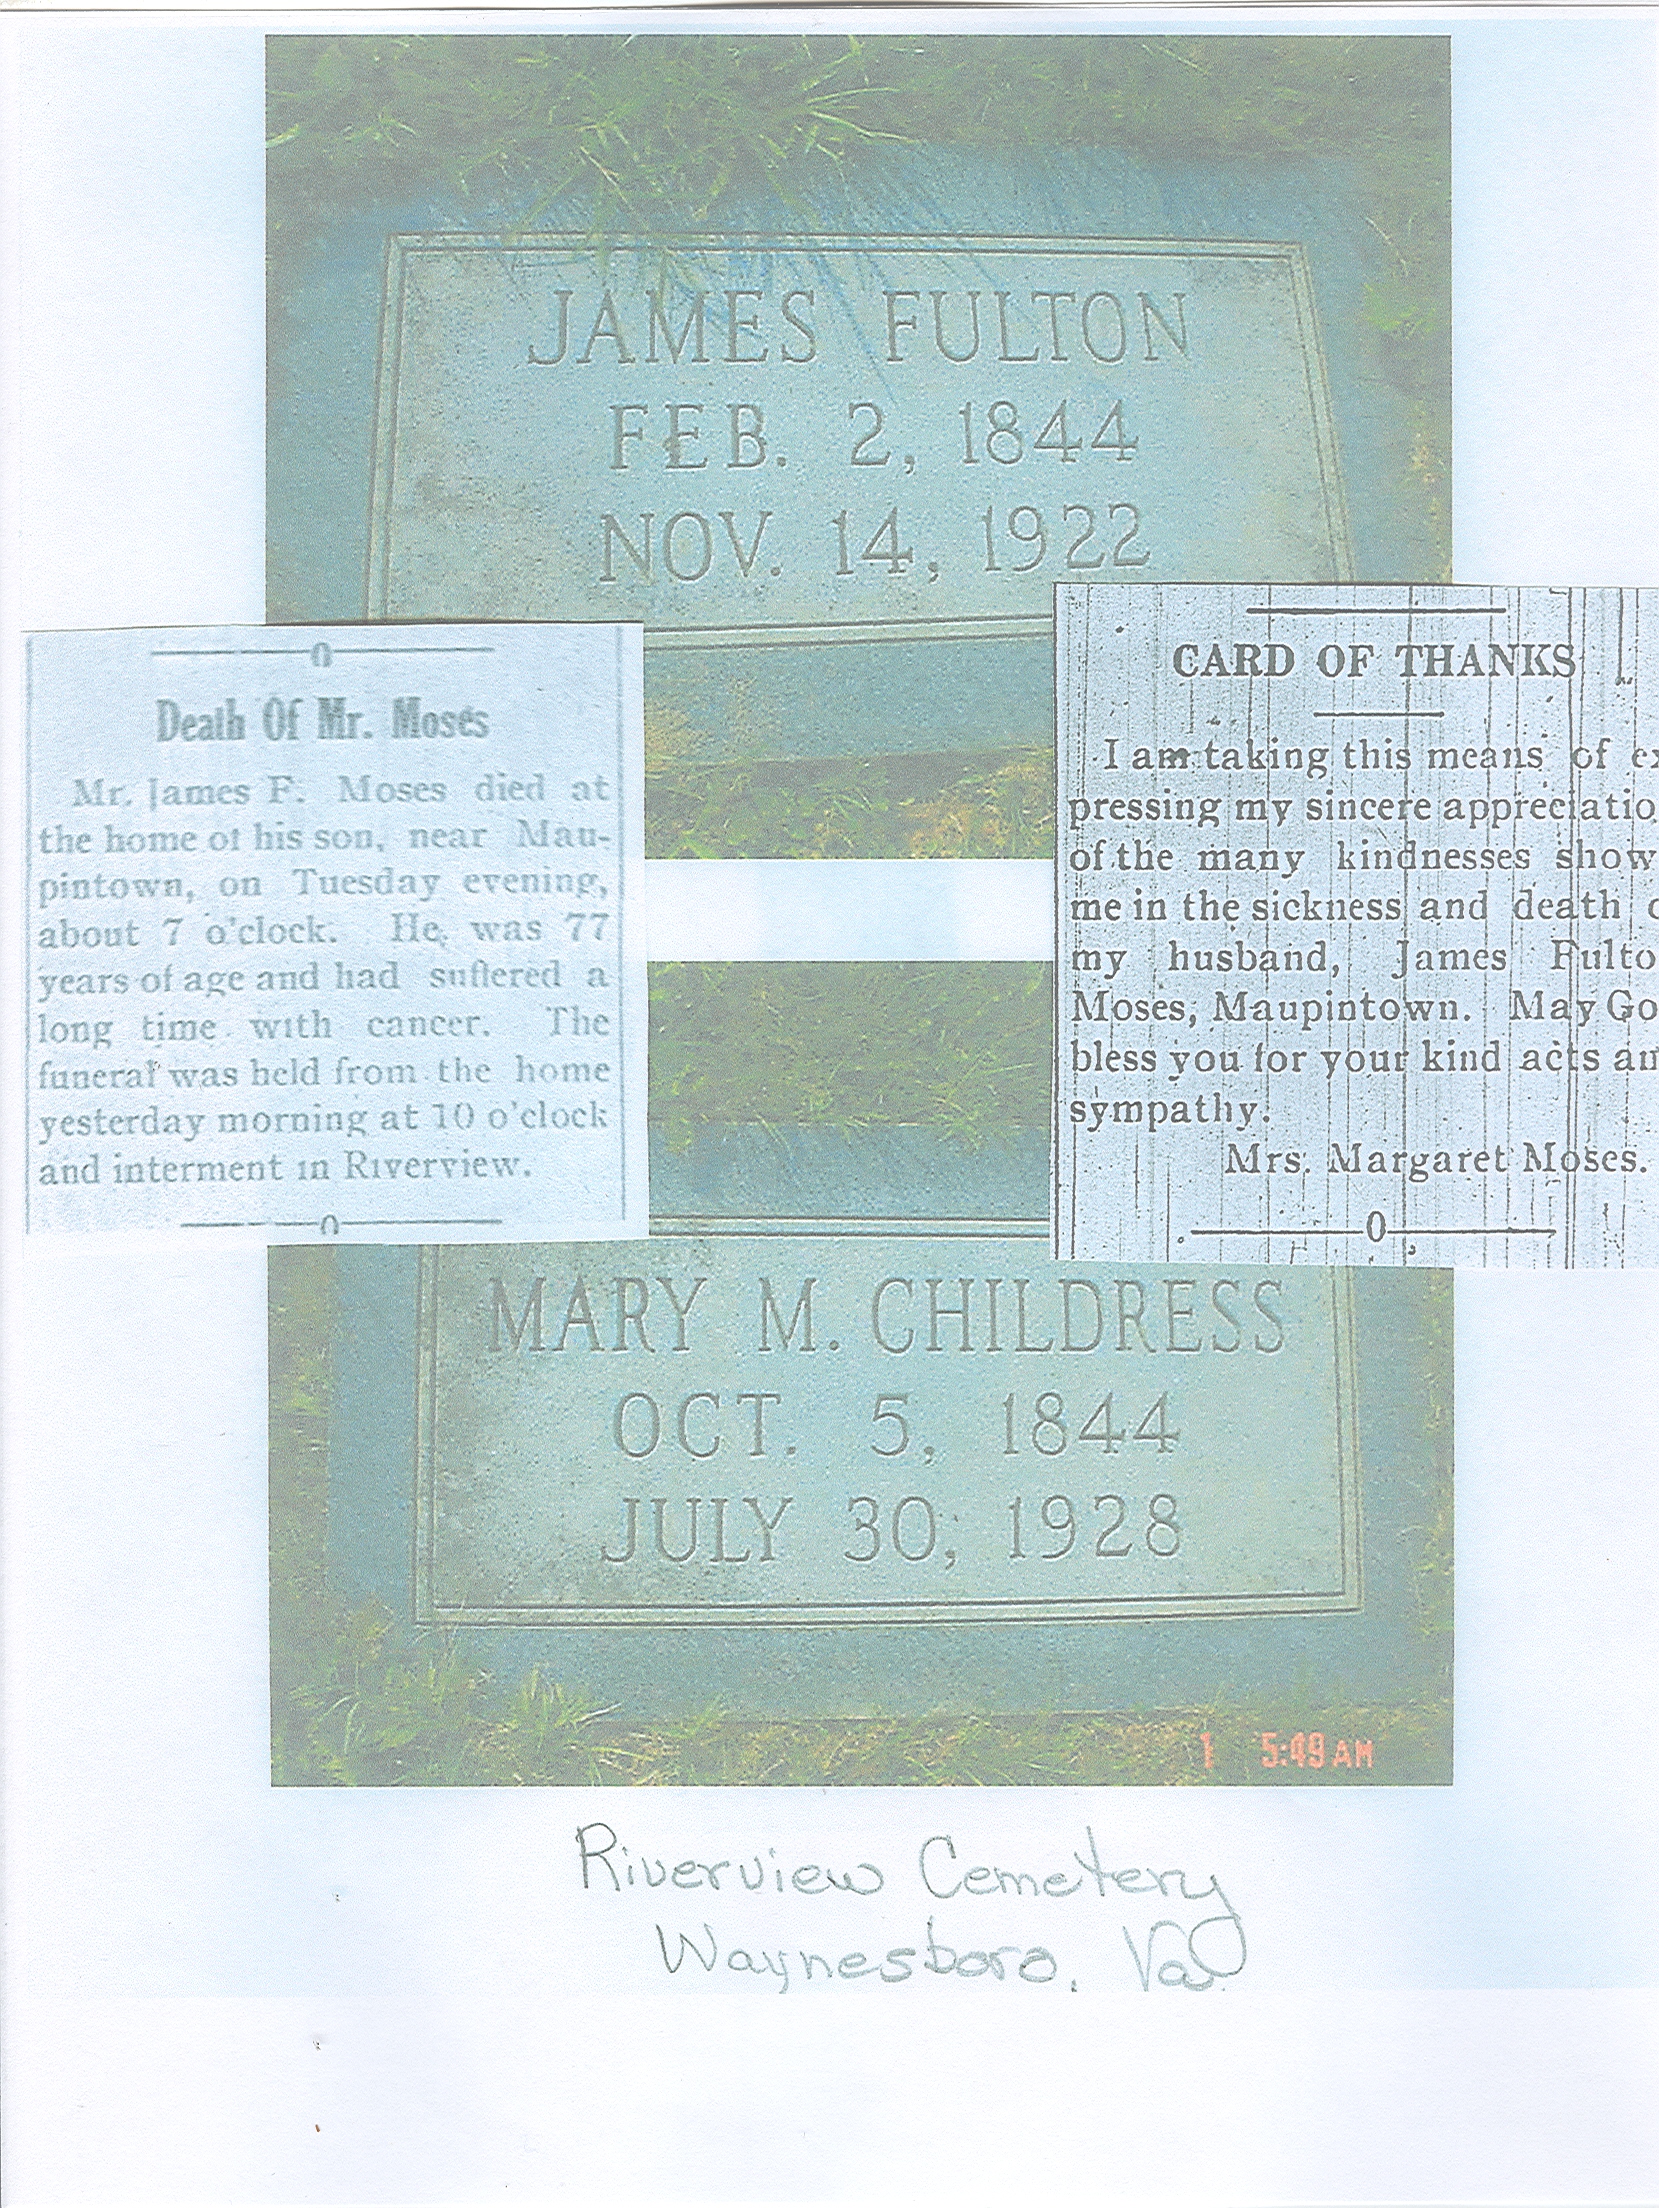 JAMES FULTON
FEB. 2, 1844
NOV. 14, 1922
Death Of Mr. Moses
Mr. James F. Moses died at
the home of his son, near Mau-
pintown, on Tuesday evening,
about 7 o'clock. He was 77
years of age and had suffered a
long time with cancer. The
funeral was held from the home
yesterday morning at 10 o'clock
and interment in Riverview.
CARD OF THANKS
I am taking this means of ex
pressing my sincere appreciatio
of the many kindnesses show
me in the sickness and death o
my husband, James Fulto
Moses, Maupintown. May Go
bless you for your kind acts an
sympathy.
Mrs. Margaret Moses.
MARY M. CHILDRESS
OCT. 5, 1844
JULY 30, 1928
1 5:49 AM
Riverview Cemetery
Waynesboro, Va.